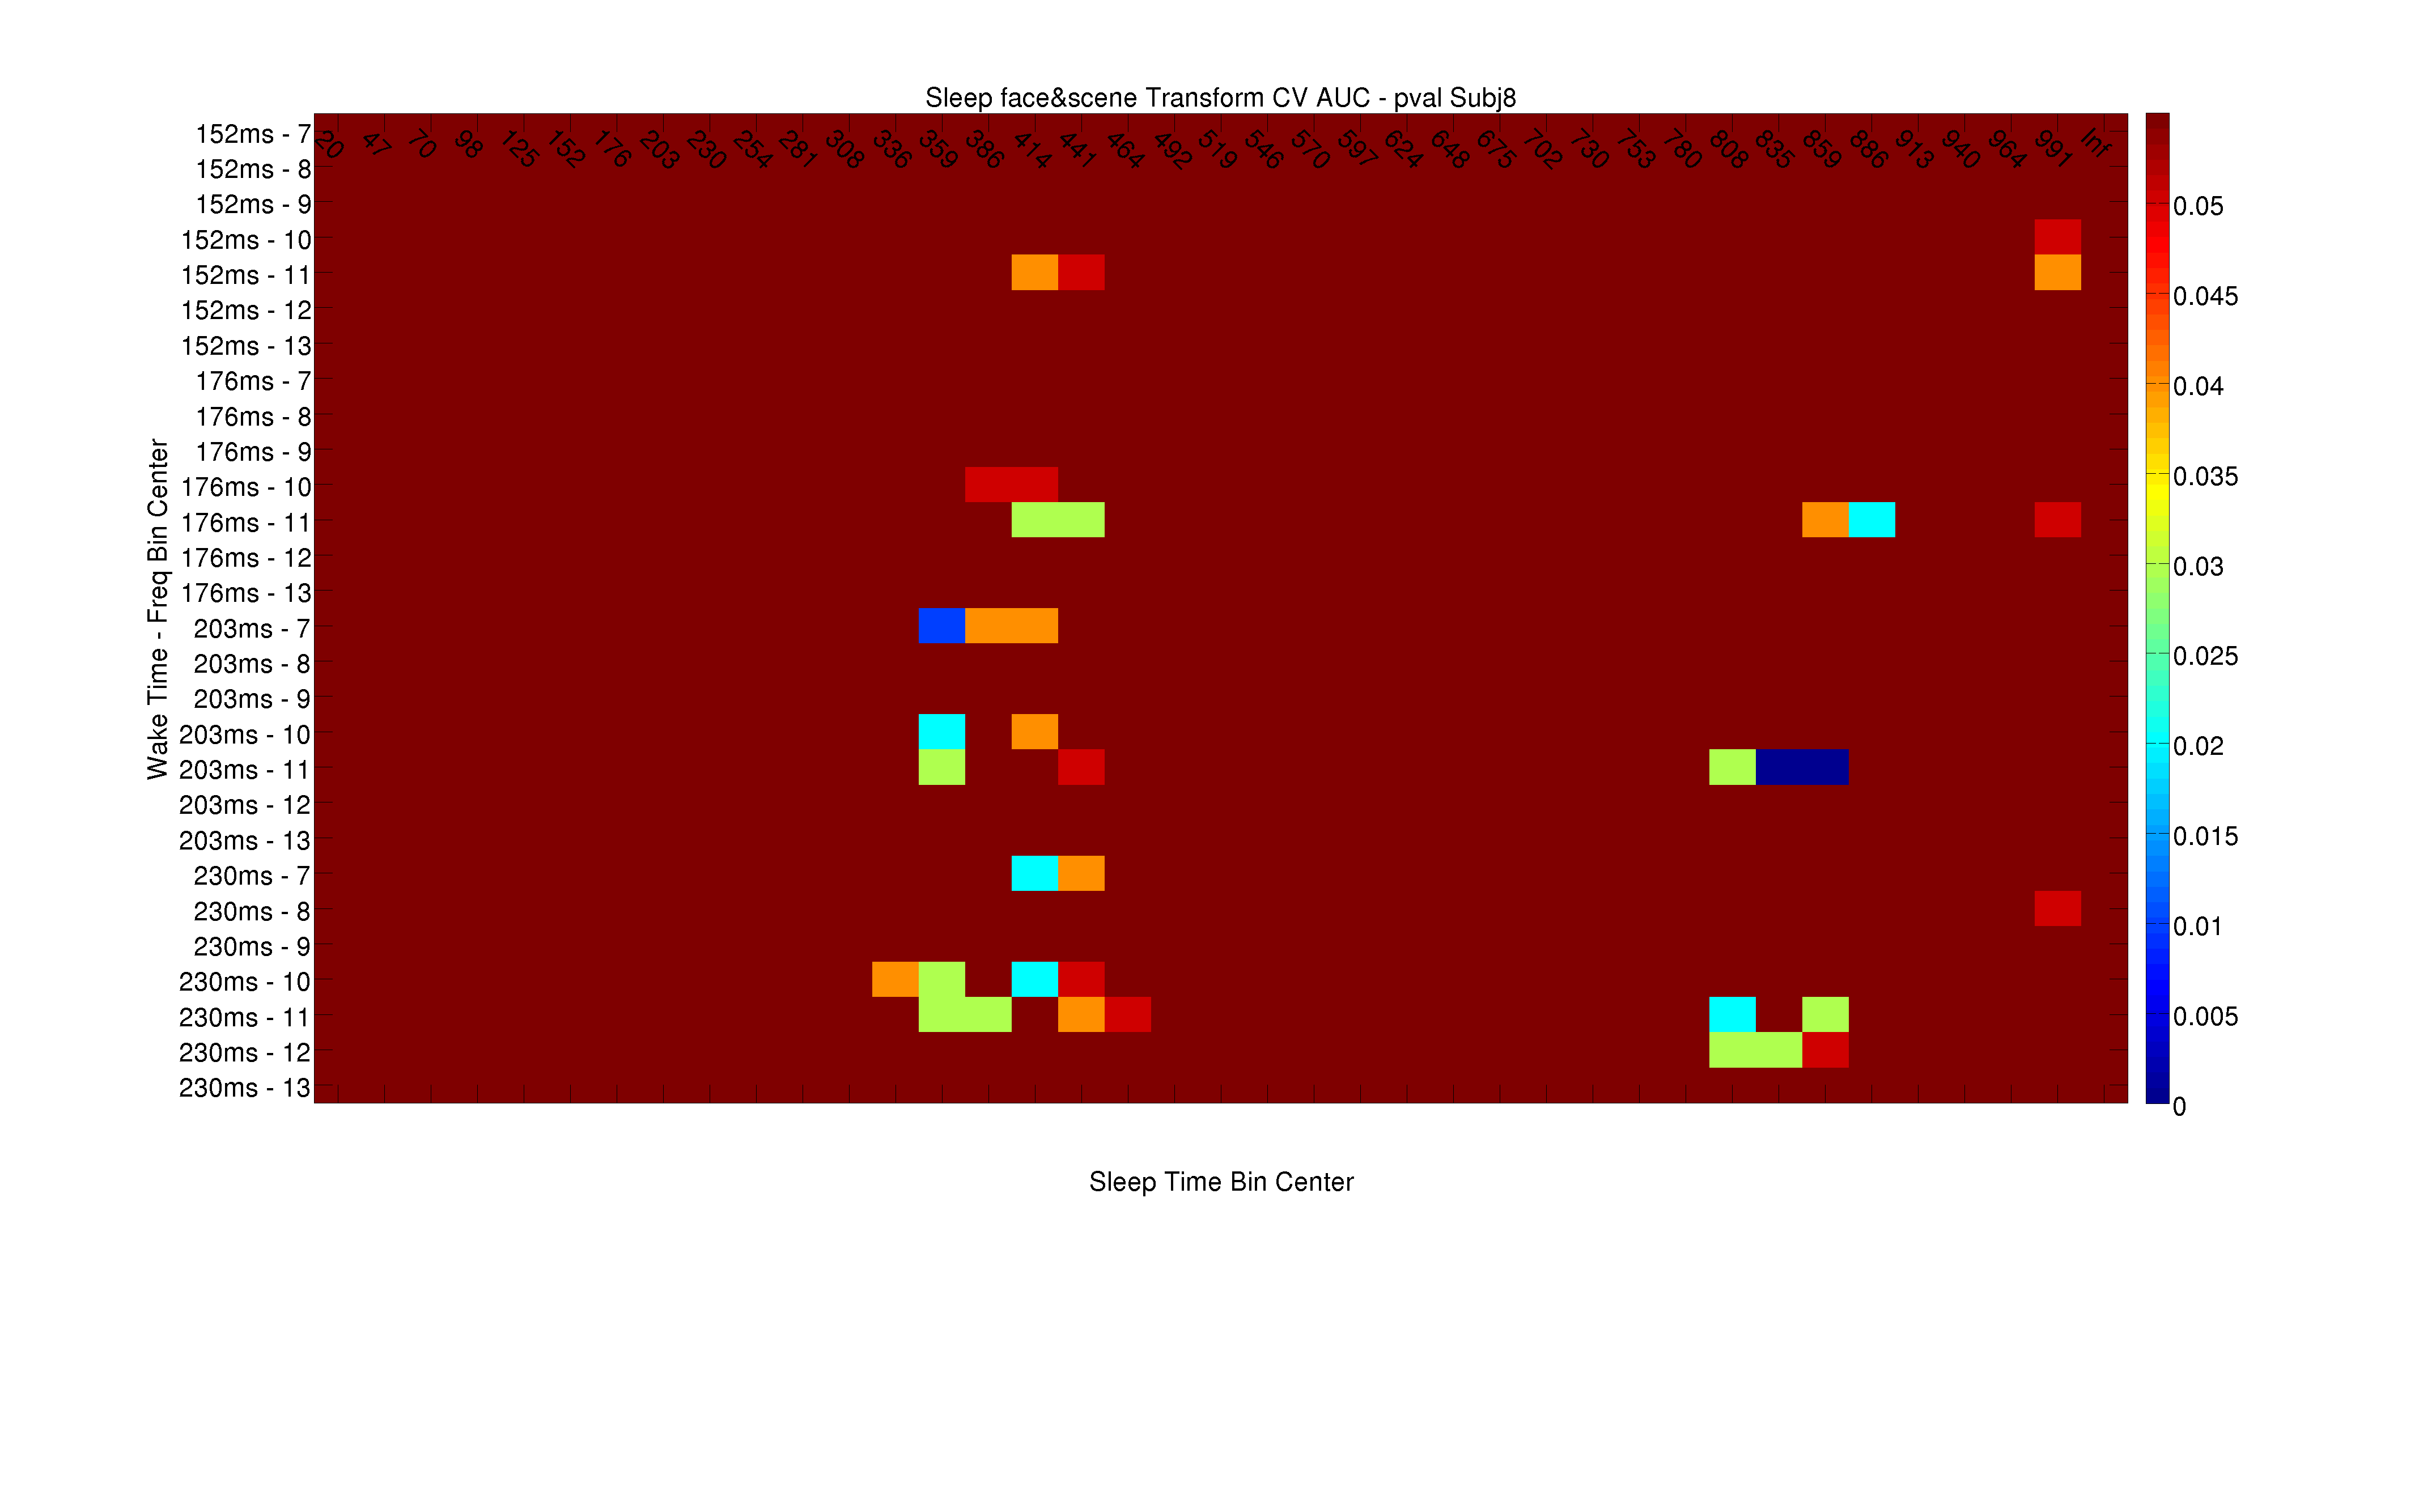 Sleep face&scene Transform CV AUC - pval Subj8
20 47 70 98 125 152 176 203 230 254 281 308 336 359 386 414 441 464 492 519 546 570 597 624 648 675 702 730 753 780 808 835 859 886 913 940 964 991 Inf
152ms - 7
152ms - 8
152ms - 9
152ms - 10
152ms - 11
152ms - 12
152ms - 13
176ms - 7
176ms - 8
176ms - 9
176ms - 10
176ms - 11
176ms - 12
176ms - 13
203ms - 7
203ms - 8
203ms - 9
203ms - 10
203ms - 11
203ms - 12
203ms - 13
230ms - 7
230ms - 8
230ms - 9
230ms - 10
230ms - 11
230ms - 12
230ms - 13
Wake Time - Freq Bin Center
Sleep Time Bin Center
0.05
0.045
0.04
0.035
0.03
0.025
0.02
0.015
0.01
0.005
0